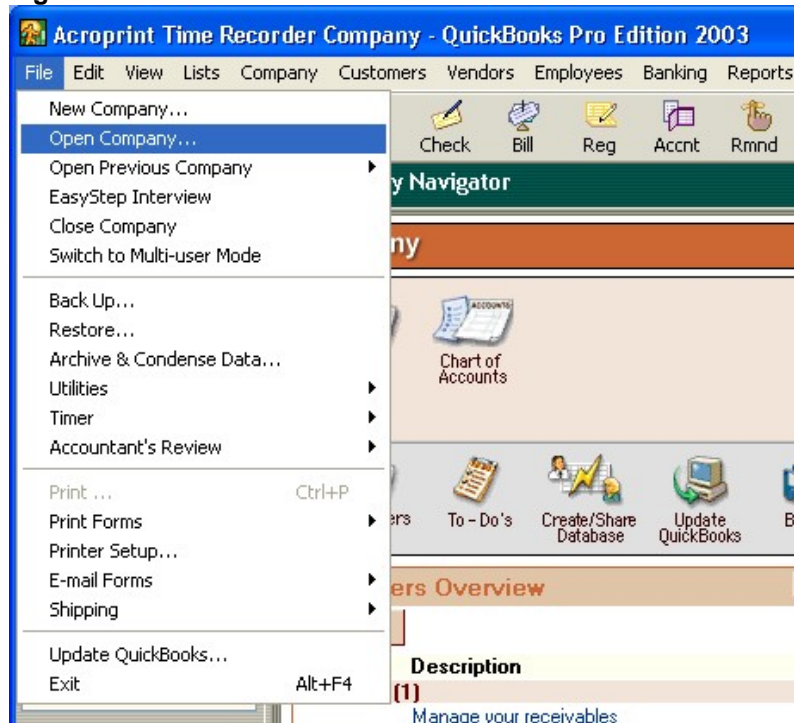 Acroprint Time Recorder Company - QuickBooks Pro Edition 2003
File Edit View Lists Company Customers Vendors Employees Banking Reports
New Company...
Open Company...
Open Previous Company
EasyStep Interview
Close Company
Switch to Multi-user Mode
Back Up...
Restore...
Archive & Condense Data...
Utilities
Timer
Accountant's Review
Print ... Ctrl+P
Print Forms
Printer Setup...
E-mail Forms
Shipping
Update QuickBooks...
Exit Alt+F4
Check Bill Reg Accnt Rmnd
y Navigator
ny
ACCOUNTS
Chart of
Accounts
ers To - Do's Create/Share
Database Update
QuickBooks B
ers Overview
Description
(1)
Manage your receivables